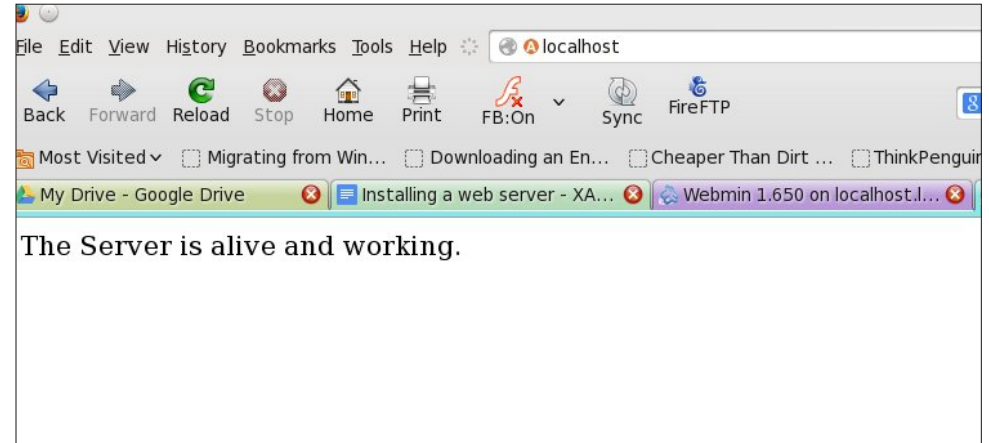 File Edit View History Bookmarks Tools Help localhost
Back Forward Reload Stop Home Print FB:On Sync FireFTP 8
Most Visited Migrating from Win... Downloading an En... Cheaper Than Dirt ... ThinkPenguin
My Drive - Google Drive Installing a web server - XA... Webmin 1.650 on localhost.l...
The Server is alive and working.